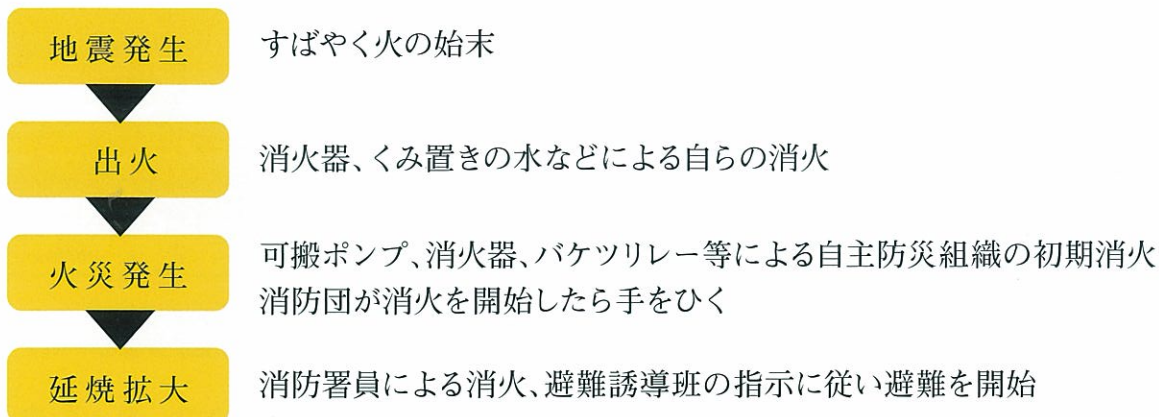 地震発生
すばやく火の始末
出火
消火器、くみ置きの水などによる自らの消火
火災発生
可搬ポンプ、消火器、バケツリレー等による自主防災組織の初期消火
消防団が消火を開始したら手をひく
延焼拡大
消防署員による消火、避難誘導班の指示に従い避難を開始